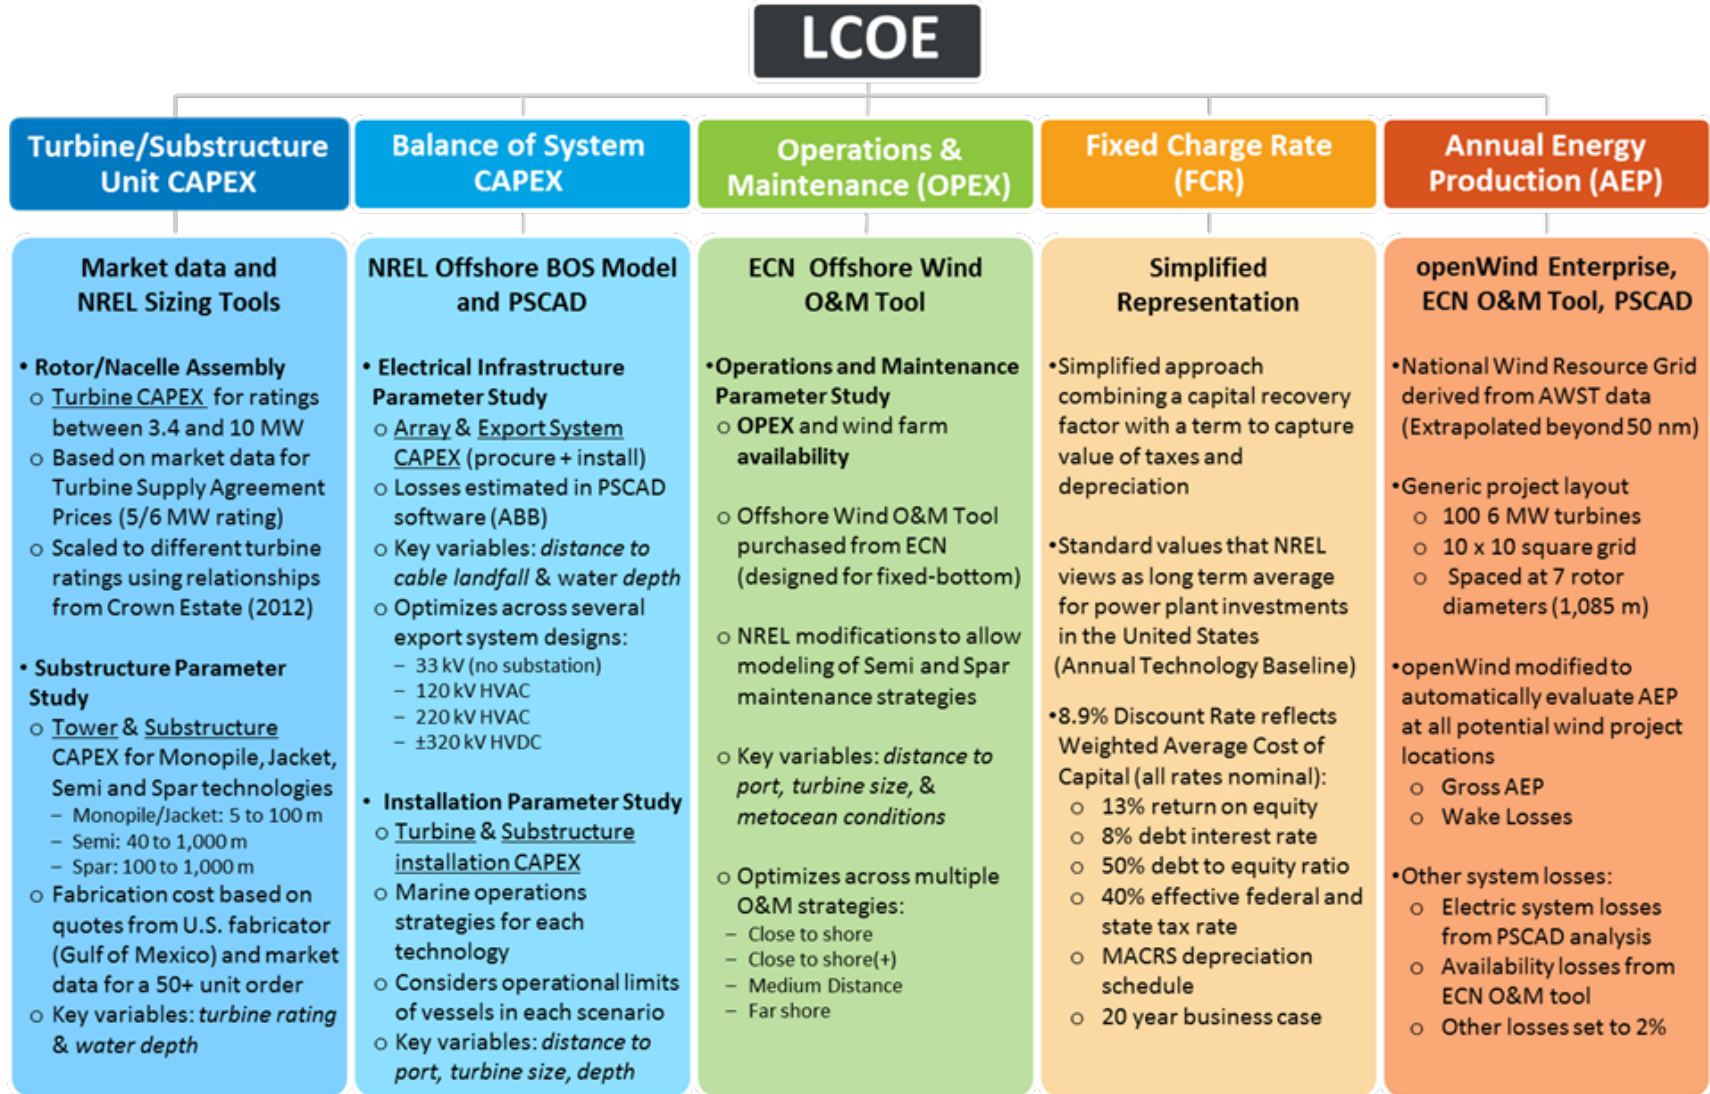 LCOE
Turbine/Substructure
Unit CAPEX
Market data and
NREL Sizing Tools
• Rotor/Nacelle Assembly
o Turbine CAPEX for ratings
between 3.4 and 10 MW
o Based on market data for
Turbine Supply Agreement
Prices (5/6 MW rating)
o Scaled to different turbine
ratings using relationships
from Crown Estate (2012)
• Substructure Parameter
Study
o Tower & Substructure
CAPEX for Monopile, Jacket,
Semi and Spar technologies
– Monopile/Jacket: 5 to 100 m
– Semi: 40 to 1,000 m
– Spar: 100 to 1,000 m
o Fabrication cost based on
quotes from U.S. fabricator
(Gulf of Mexico) and market
data for a 50+ unit order
o Key variables: turbine rating
& water depth
Balance of System
CAPEX
NREL Offshore BOS Model
and PSCAD
• Electrical Infrastructure
Parameter Study
o Array & Export System
CAPEX (procure + install)
o Losses estimated in PSCAD
software (ABB)
o Key variables: distance to
cable landfall & water depth
o Optimizes across several
export system designs:
– 33 kV (no substation)
– 120 kV HVAC
– 220 kV HVAC
– ±320 kV HVDC
• Installation Parameter Study
o Turbine & Substructure
installation CAPEX
o Marine operations
strategies for each
technology
o Considers operational limits
of vessels in each scenario
o Key variables: distance to
port, turbine size, depth
Operations &
Maintenance (OPEX)
ECN Offshore Wind
O&M Tool
•Operations and Maintenance
Parameter Study
o OPEX and wind farm
availability
o Offshore Wind O&M Tool
purchased from ECN
(designed for fixed-bottom)
o NREL modifications to allow
modeling of Semi and Spar
maintenance strategies
o Key variables: distance to
port, turbine size, &
metocean conditions
o Optimizes across multiple
O&M strategies:
– Close to shore
– Close to shore(+)
– Medium Distance
– Far shore
Fixed Charge Rate
(FCR)
Simplified
Representation
•Simplified approach
combining a capital recovery
factor with a term to capture
value of taxes and
depreciation
•Standard values that NREL
views as long term average
for power plant investments
in the United States
(Annual Technology Baseline)
•8.9% Discount Rate reflects
Weighted Average Cost of
Capital (all rates nominal):
o 13% return on equity
o 8% debt interest rate
o 50% debt to equity ratio
o 40% effective federal and
state tax rate
o MACRS depreciation
schedule
o 20 year business case
Annual Energy
Production (AEP)
openWind Enterprise,
ECN O&M Tool, PSCAD
•National Wind Resource Grid
derived from AWST data
(Extrapolated beyond 50 nm)
•Generic project layout
o 100 6 MW turbines
o 10 x 10 square grid
o Spaced at 7 rotor
diameters (1,085 m)
•openWind modified to
automatically evaluate AEP
at all potential wind project
locations
o Gross AEP
o Wake Losses
•Other system losses:
o Electric system losses
from PSCAD analysis
o Availability losses from
ECN O&M tool
o Other losses set to 2%